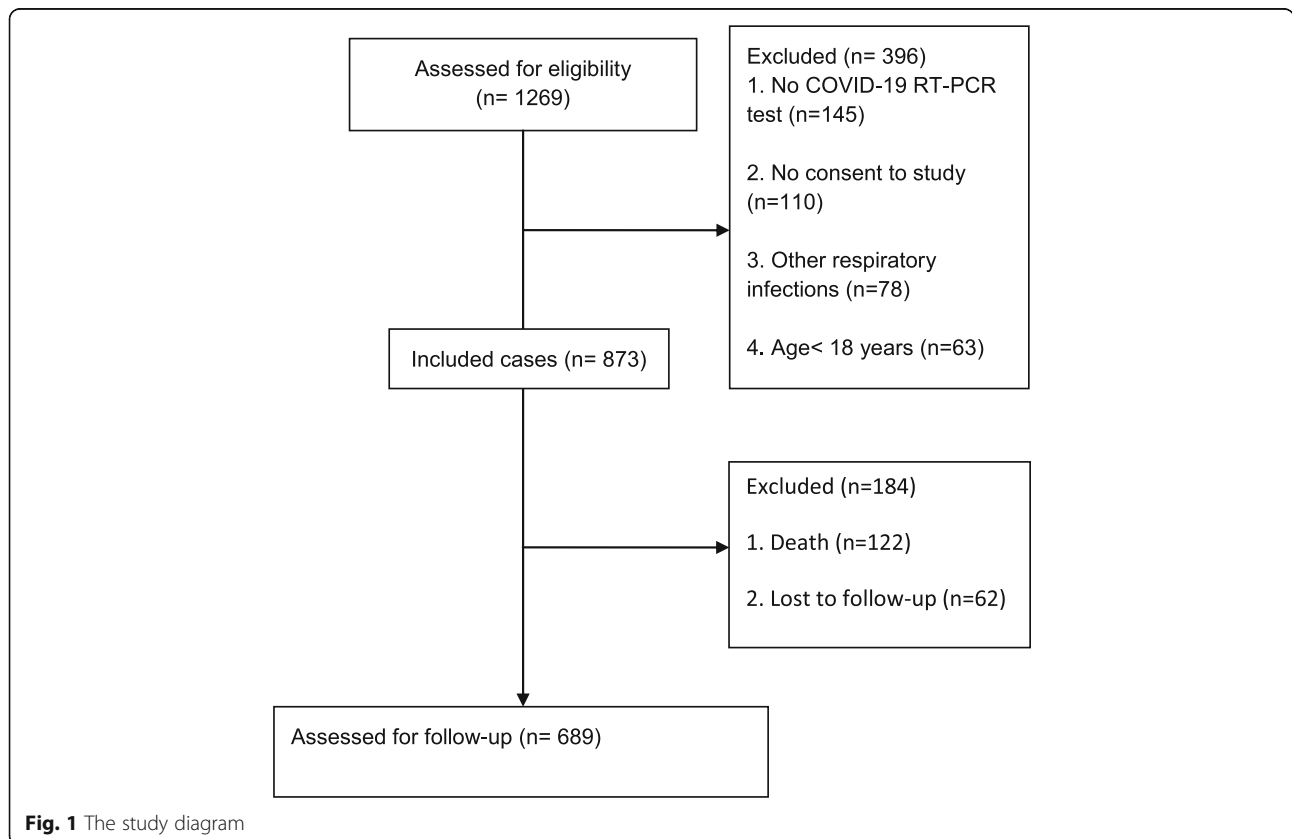 Assessed for eligibility
(n= 1269)
Excluded (n= 396)
1. No COVID-19 RT-PCR
test (n=145)
2. No consent to study
(n=110)
3. Other respiratory
infections (n=78)
4. Age< 18 years (n=63)
Included cases (n= 873)
Excluded (n=184)
1. Death (n=122)
2. Lost to follow-up (n=62)
Assessed for follow-up (n= 689)
Fig. 1 The study diagram